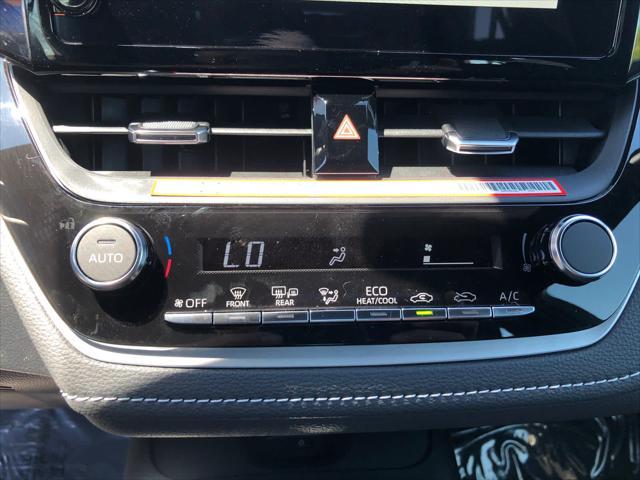 AUTO
LO
OFF
FRONT
REAR
ECO
HEAT/COOL
A/C